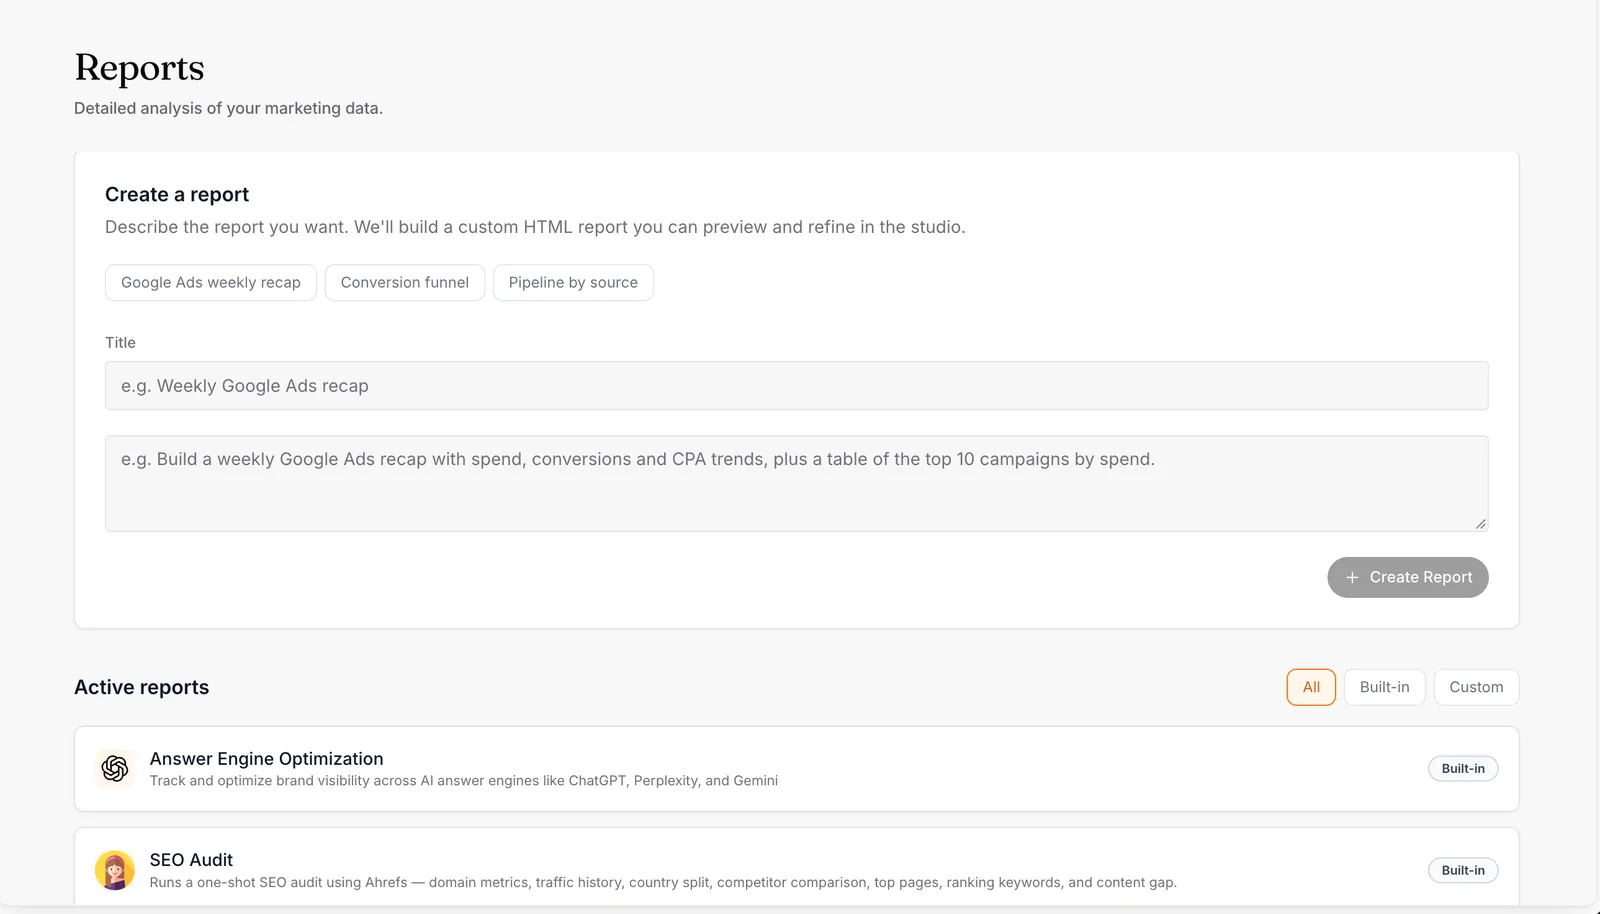 Reports
Detailed analysis of your marketing data.
Create a report
Describe the report you want. We'll build a custom HTML report you can preview and refine in the studio.
Google Ads weekly recap
Conversion funnel
Pipeline by source
Title
e.g. Weekly Google Ads recap
e.g. Build a weekly Google Ads recap with spend, conversions and CPA trends, plus a table of the top 10 campaigns by spend.
+ Create Report
Active reports
All
Built-in
Custom
Answer Engine Optimization
Track and optimize brand visibility across AI answer engines like ChatGPT, Perplexity, and Gemini
Built-in
SEO Audit
Runs a one-shot SEO audit using Ahrefs — domain metrics, traffic history, country split, competitor comparison, top pages, ranking keywords, and content gap.
Built-in